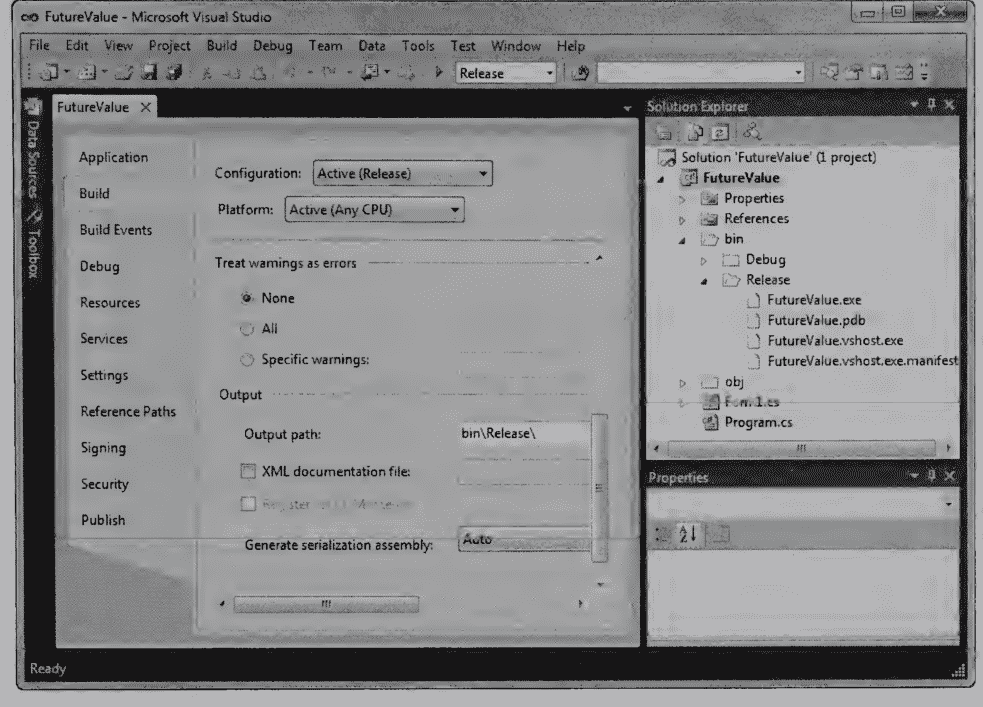 FutureValue - Microsoft Visual Studio
File Edit View Project Build Debug Team Data Tools Test Window Help
Release
FutureValue
Data Sources
Toolbox
Application
Build
Build Events
Debug
Resources
Services
Settings
Reference Paths
Signing
Security
Publish
Configuration: Active (Release)
Platform: Active (Any CPU)
Treat warnings as errors
None
All
Specific warnings:
Output
Output path: bin\Release\
XML documentation file:
Register
Generate serialization assembly: Auto
Solution Explorer
Solution 'FutureValue' (1 project)
FutureValue
Properties
References
bin
Debug
Release
FutureValue.exe
FutureValue.pdb
FutureValue.vshost.exe
FutureValue.vshost.exe.manifest
obj
Form1.cs
Program.cs
Properties
Ready